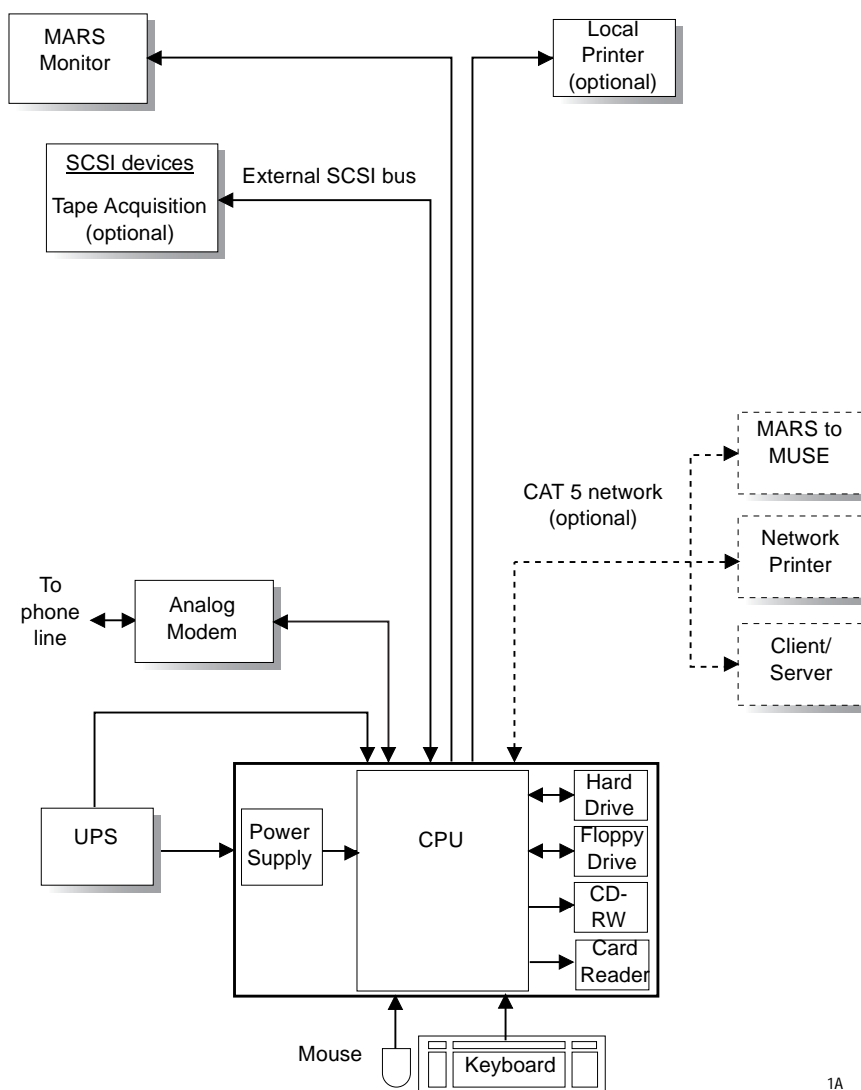 MARS
Monitor
Local
Printer
(optional)
SCSI devices
Tape Acquisition
(optional)
External SCSI bus
MARS to
MUSE
CAT 5 network
(optional)
Network
Printer
Client/
Server
To
phone
line
Analog
Modem
UPS
Power
Supply
CPU
Hard
Drive
Floppy
Drive
CD-
RW
Card
Reader
Mouse
Keyboard
1A